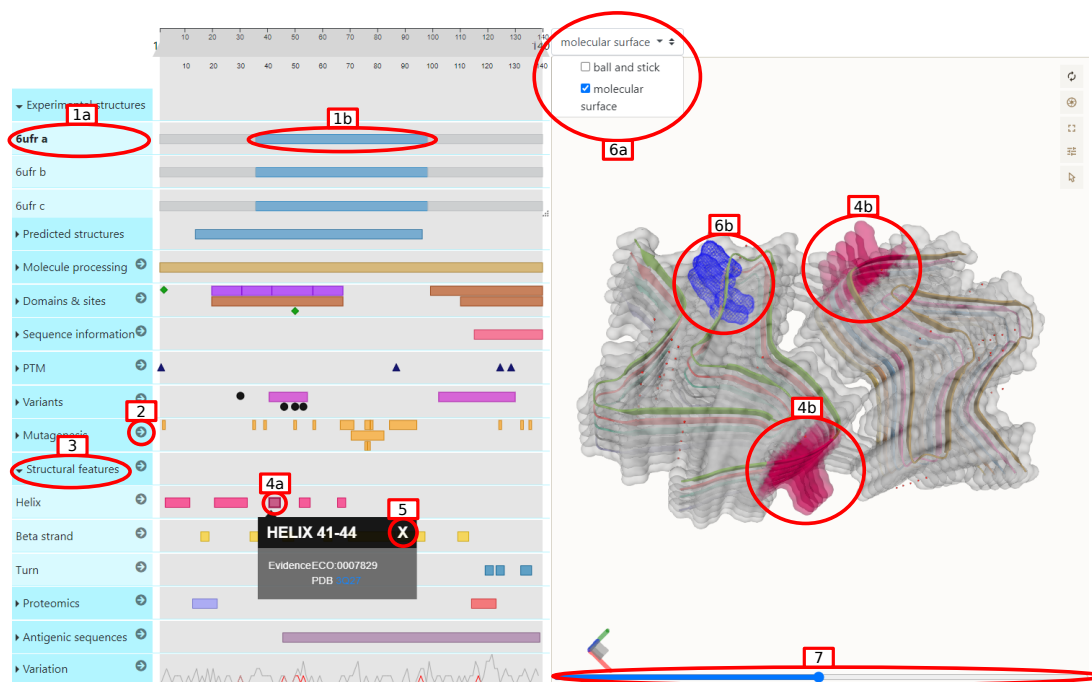 10 20 30 40 50 60 70 80 90 100 110 120 130 140
1 140
10 20 30 40 50 60 70 80 90 100 110 120 130 140
Experimental structures
1a
1b
6ufr a
6ufr b
6ufr c
Predicted structures
Molecule processing
Domains & sites
Sequence information
PTM
Variants
2
Mutagenesis
3
Structural features
4a
Helix
5
HELIX 41-44 X
Beta strand
EvidenceECO:0007829
Turn
PDB
Proteomics
Antigenic sequences
Variation
molecular surface
ball and stick
molecular
surface
6a
4b
6b
4b
7